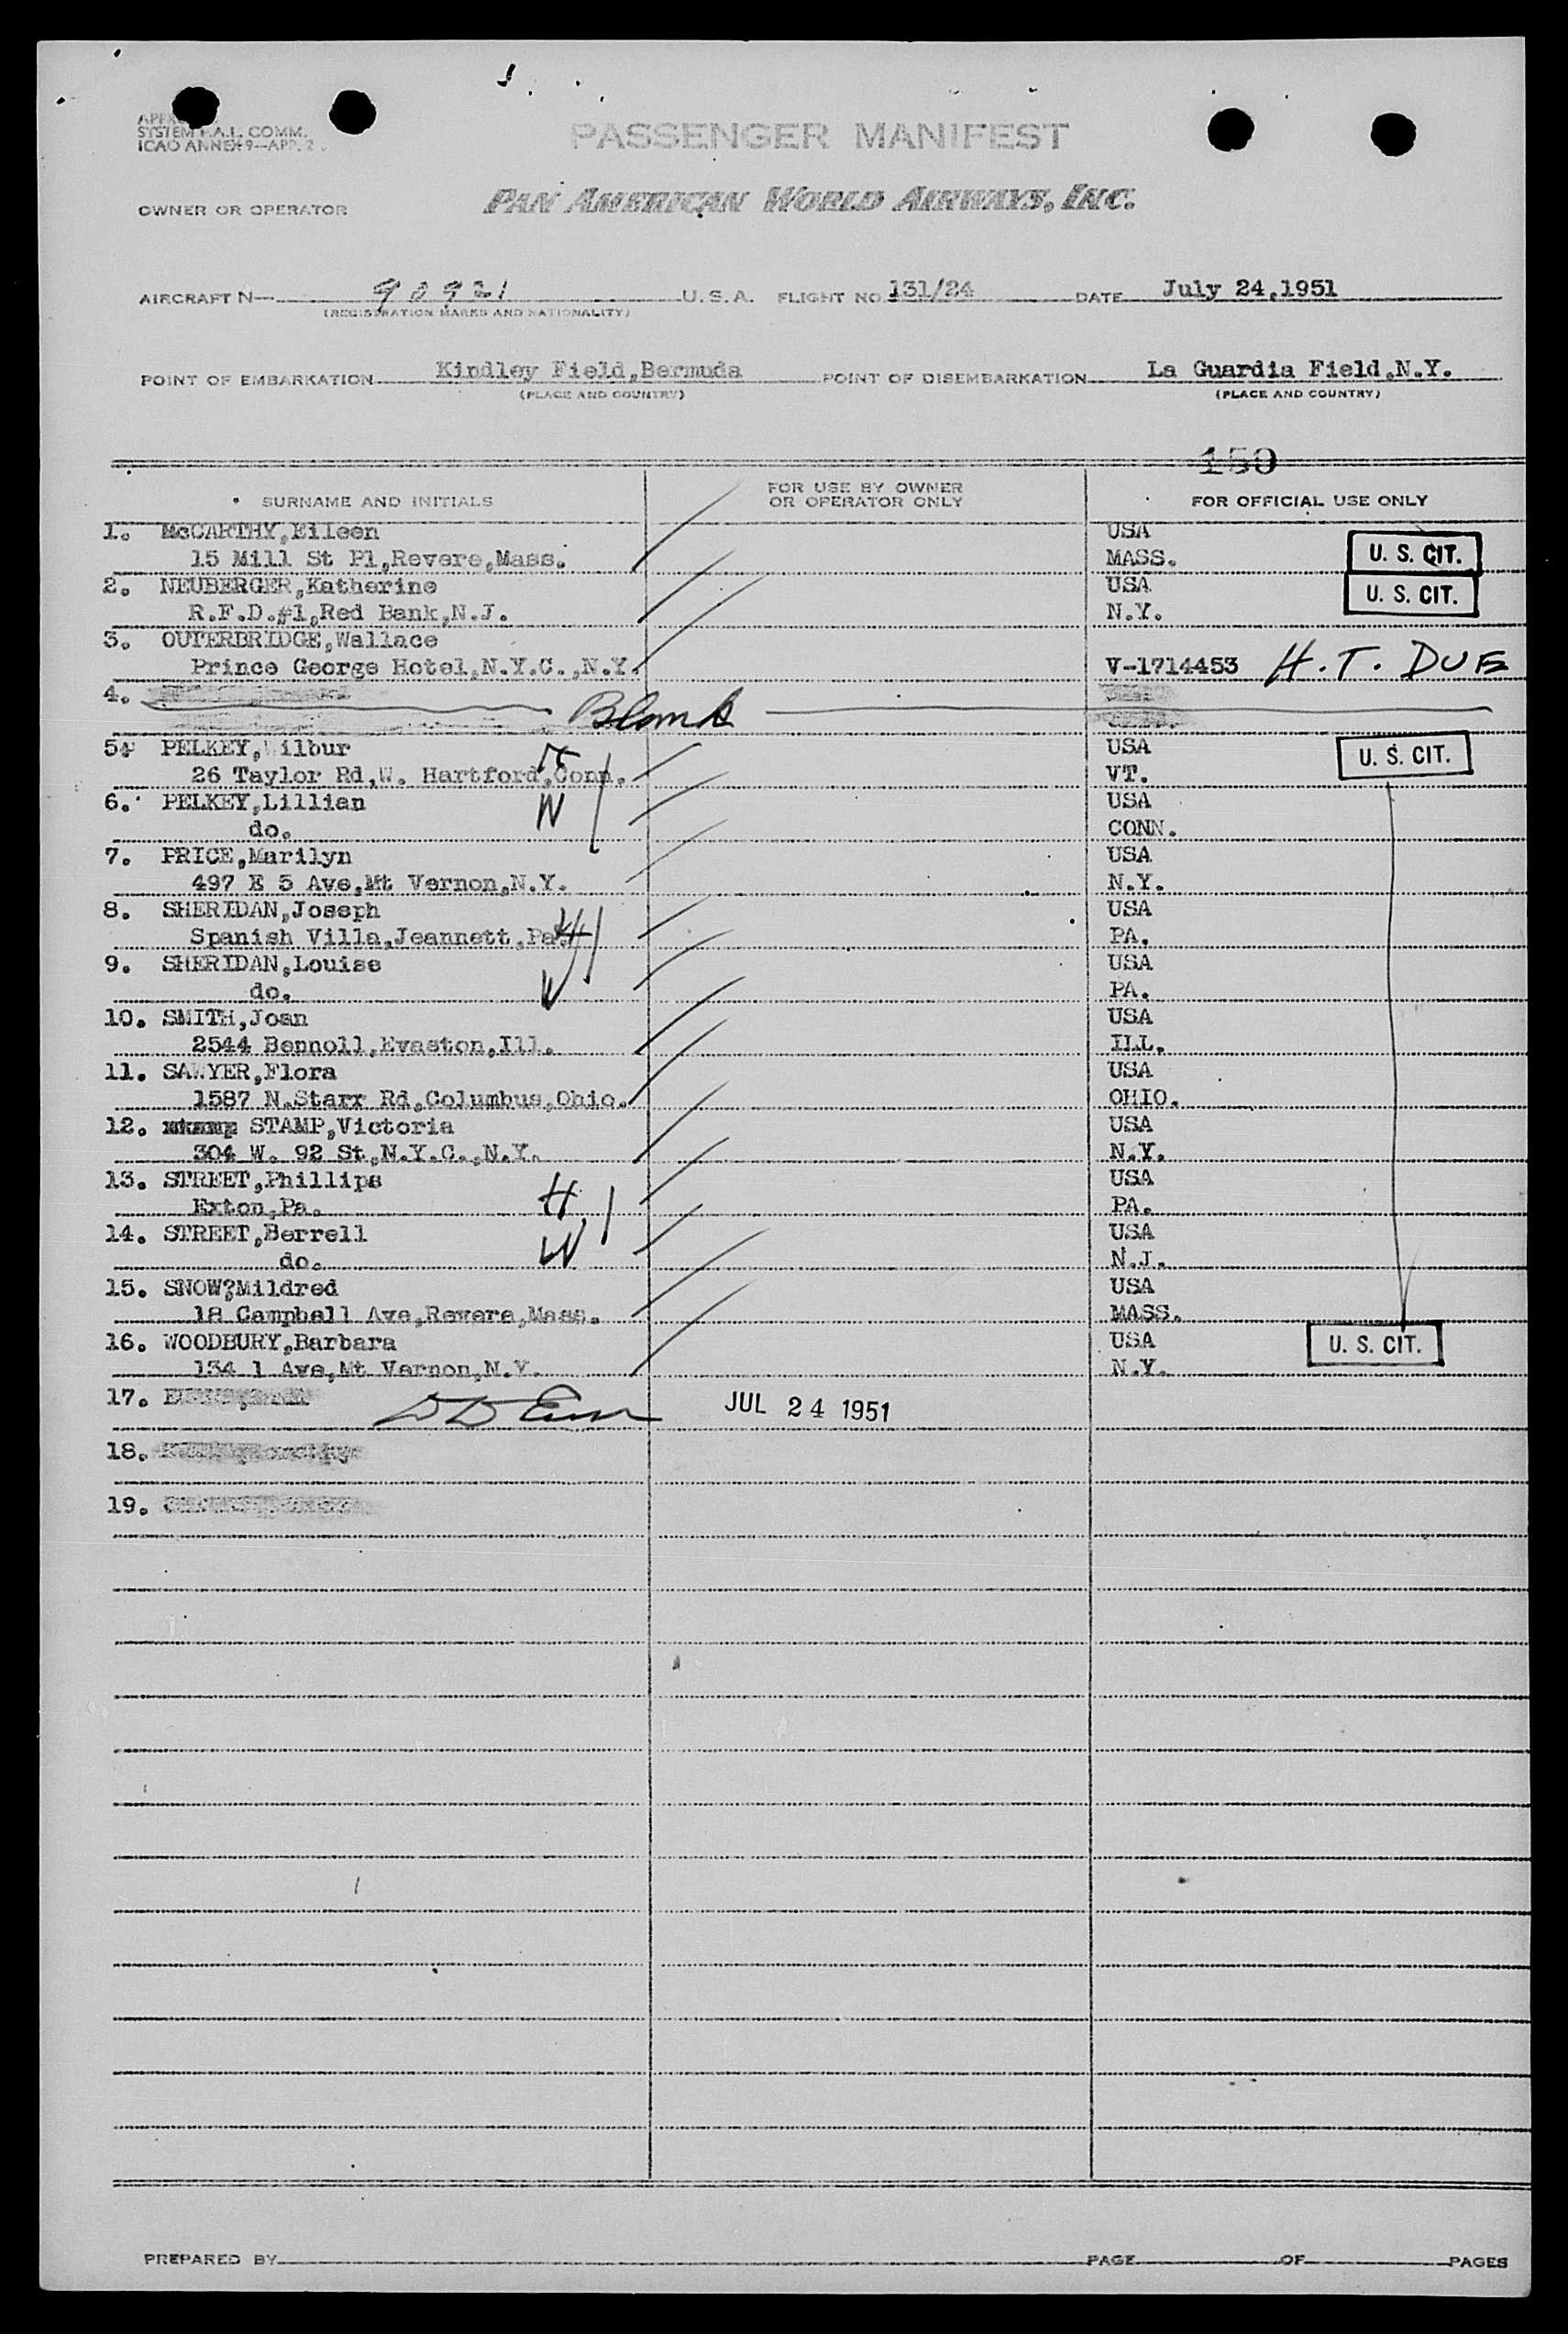 SYSTEM F.A.L. COMM.
ICAO ANNEX 9—APP. 2
PASSENGER MANIFEST
OWNER OR OPERATOR PAN AMERICAN WORLD AIRWAYS, INC.
AIRCRAFT N— 90921 U. S. A. FLIGHT NO. 131/24 DATE July 24,1951
(REGISTRATION MARKS AND NATIONALITY)
POINT OF EMBARKATION Kindley Field,Bermuda POINT OF DISEMBARKATION La Guardia Field,N.Y.
(PLACE AND COUNTRY) (PLACE AND COUNTRY)
150
SURNAME AND INITIALS FOR USE BY OWNER OR OPERATOR ONLY FOR OFFICIAL USE ONLY
1. McCARTHY,Eileen USA
15 Mill St Pl,Revere,Mass. MASS. U. S. CIT.
2. NEUBERGER,Katherine USA U. S. CIT.
R.F.D.#1,Red Bank,N.J. N.Y.
3. OUTERBRIDGE,Wallace
Prince George Hotel,N.Y.C.,N.Y. V-1714453 H.T. DUE
4. Blank
5. PELKEY,Wilbur H USA U. S. CIT.
26 Taylor Rd,W. Hartford,Conn. VT.
6. PELKEY,Lillian W USA
do. CONN.
7. PRICE,Marilyn USA
497 E 5 Ave,Mt Vernon,N.Y. N.Y.
8. SHERIDAN,Joseph USA
Spanish Villa,Jeannett,Pa. H PA.
9. SHERIDAN,Louise USA
do. W PA.
10. SMITH,Joan USA
2544 Bennoll,Evaston,Ill. ILL.
11. SAWYER,Flora USA
1587 N.Starr Rd,Columbus,Ohio. OHIO.
12. STAMP,Victoria USA
304 W. 92 St,N.Y.C.,N.Y. N.Y.
13. STREET,Phillips USA
Exton,Pa. H PA.
14. STREET,Berrell USA
do. W N.J.
15. SNOW?Mildred USA
18 Campball Ave,Revere,Mass. MASS.
16. WOODBURY,Barbara USA U. S. CIT.
134 1 Ave,Mt Vernon,N.Y. N.Y.
17. JUL 24 1951
18.
19.
PREPARED BY PAGE OF PAGES